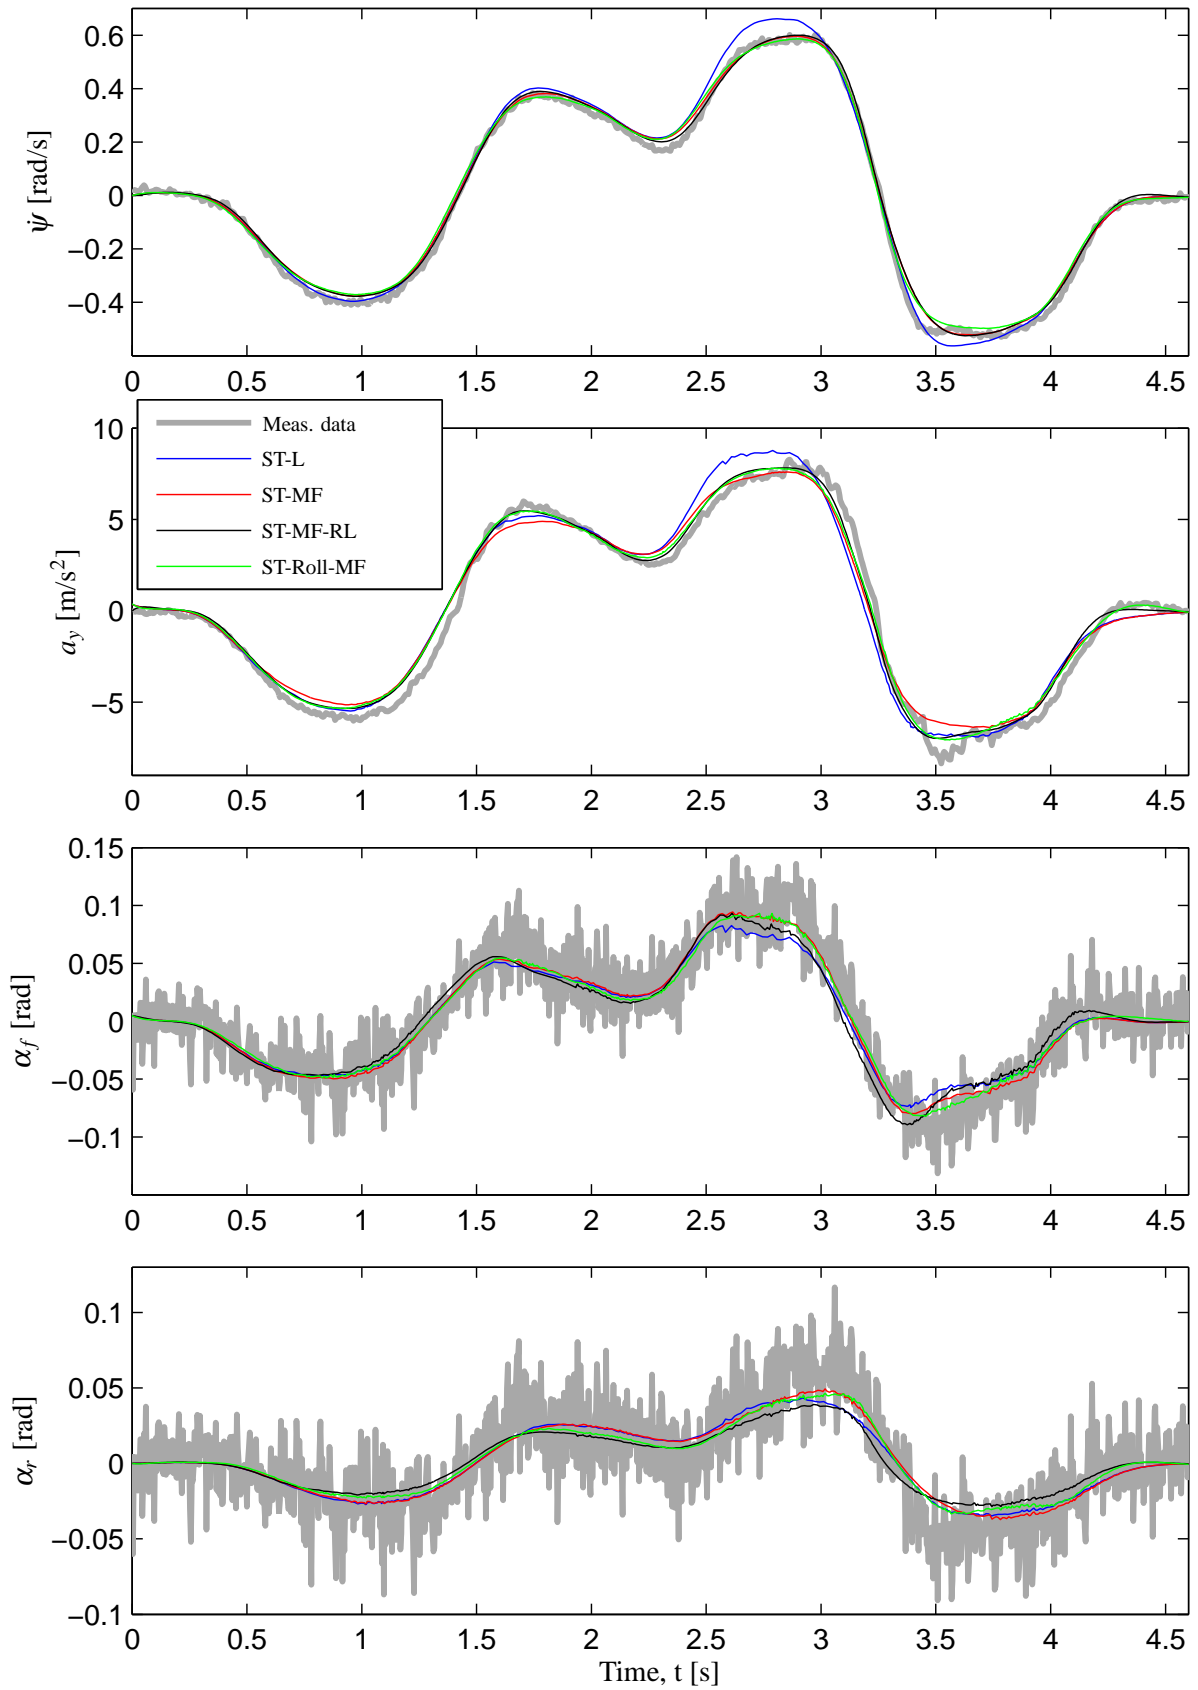 0.6
0.4
0.2
0
−0.2
−0.4
ψ̇ [rad/s]
0 0.5 1 1.5 2 2.5 3 3.5 4 4.5
Meas. data
ST-L
ST-MF
ST-MF-RL
ST-Roll-MF
10
5
0
−5
a_y [m/s²]
0 0.5 1 1.5 2 2.5 3 3.5 4 4.5
0.15
0.1
0.05
0
−0.05
−0.1
α_f [rad]
0 0.5 1 1.5 2 2.5 3 3.5 4 4.5
0.1
0.05
0
−0.05
−0.1
α_r [rad]
0 0.5 1 1.5 2 2.5 3 3.5 4 4.5
Time, t [s]